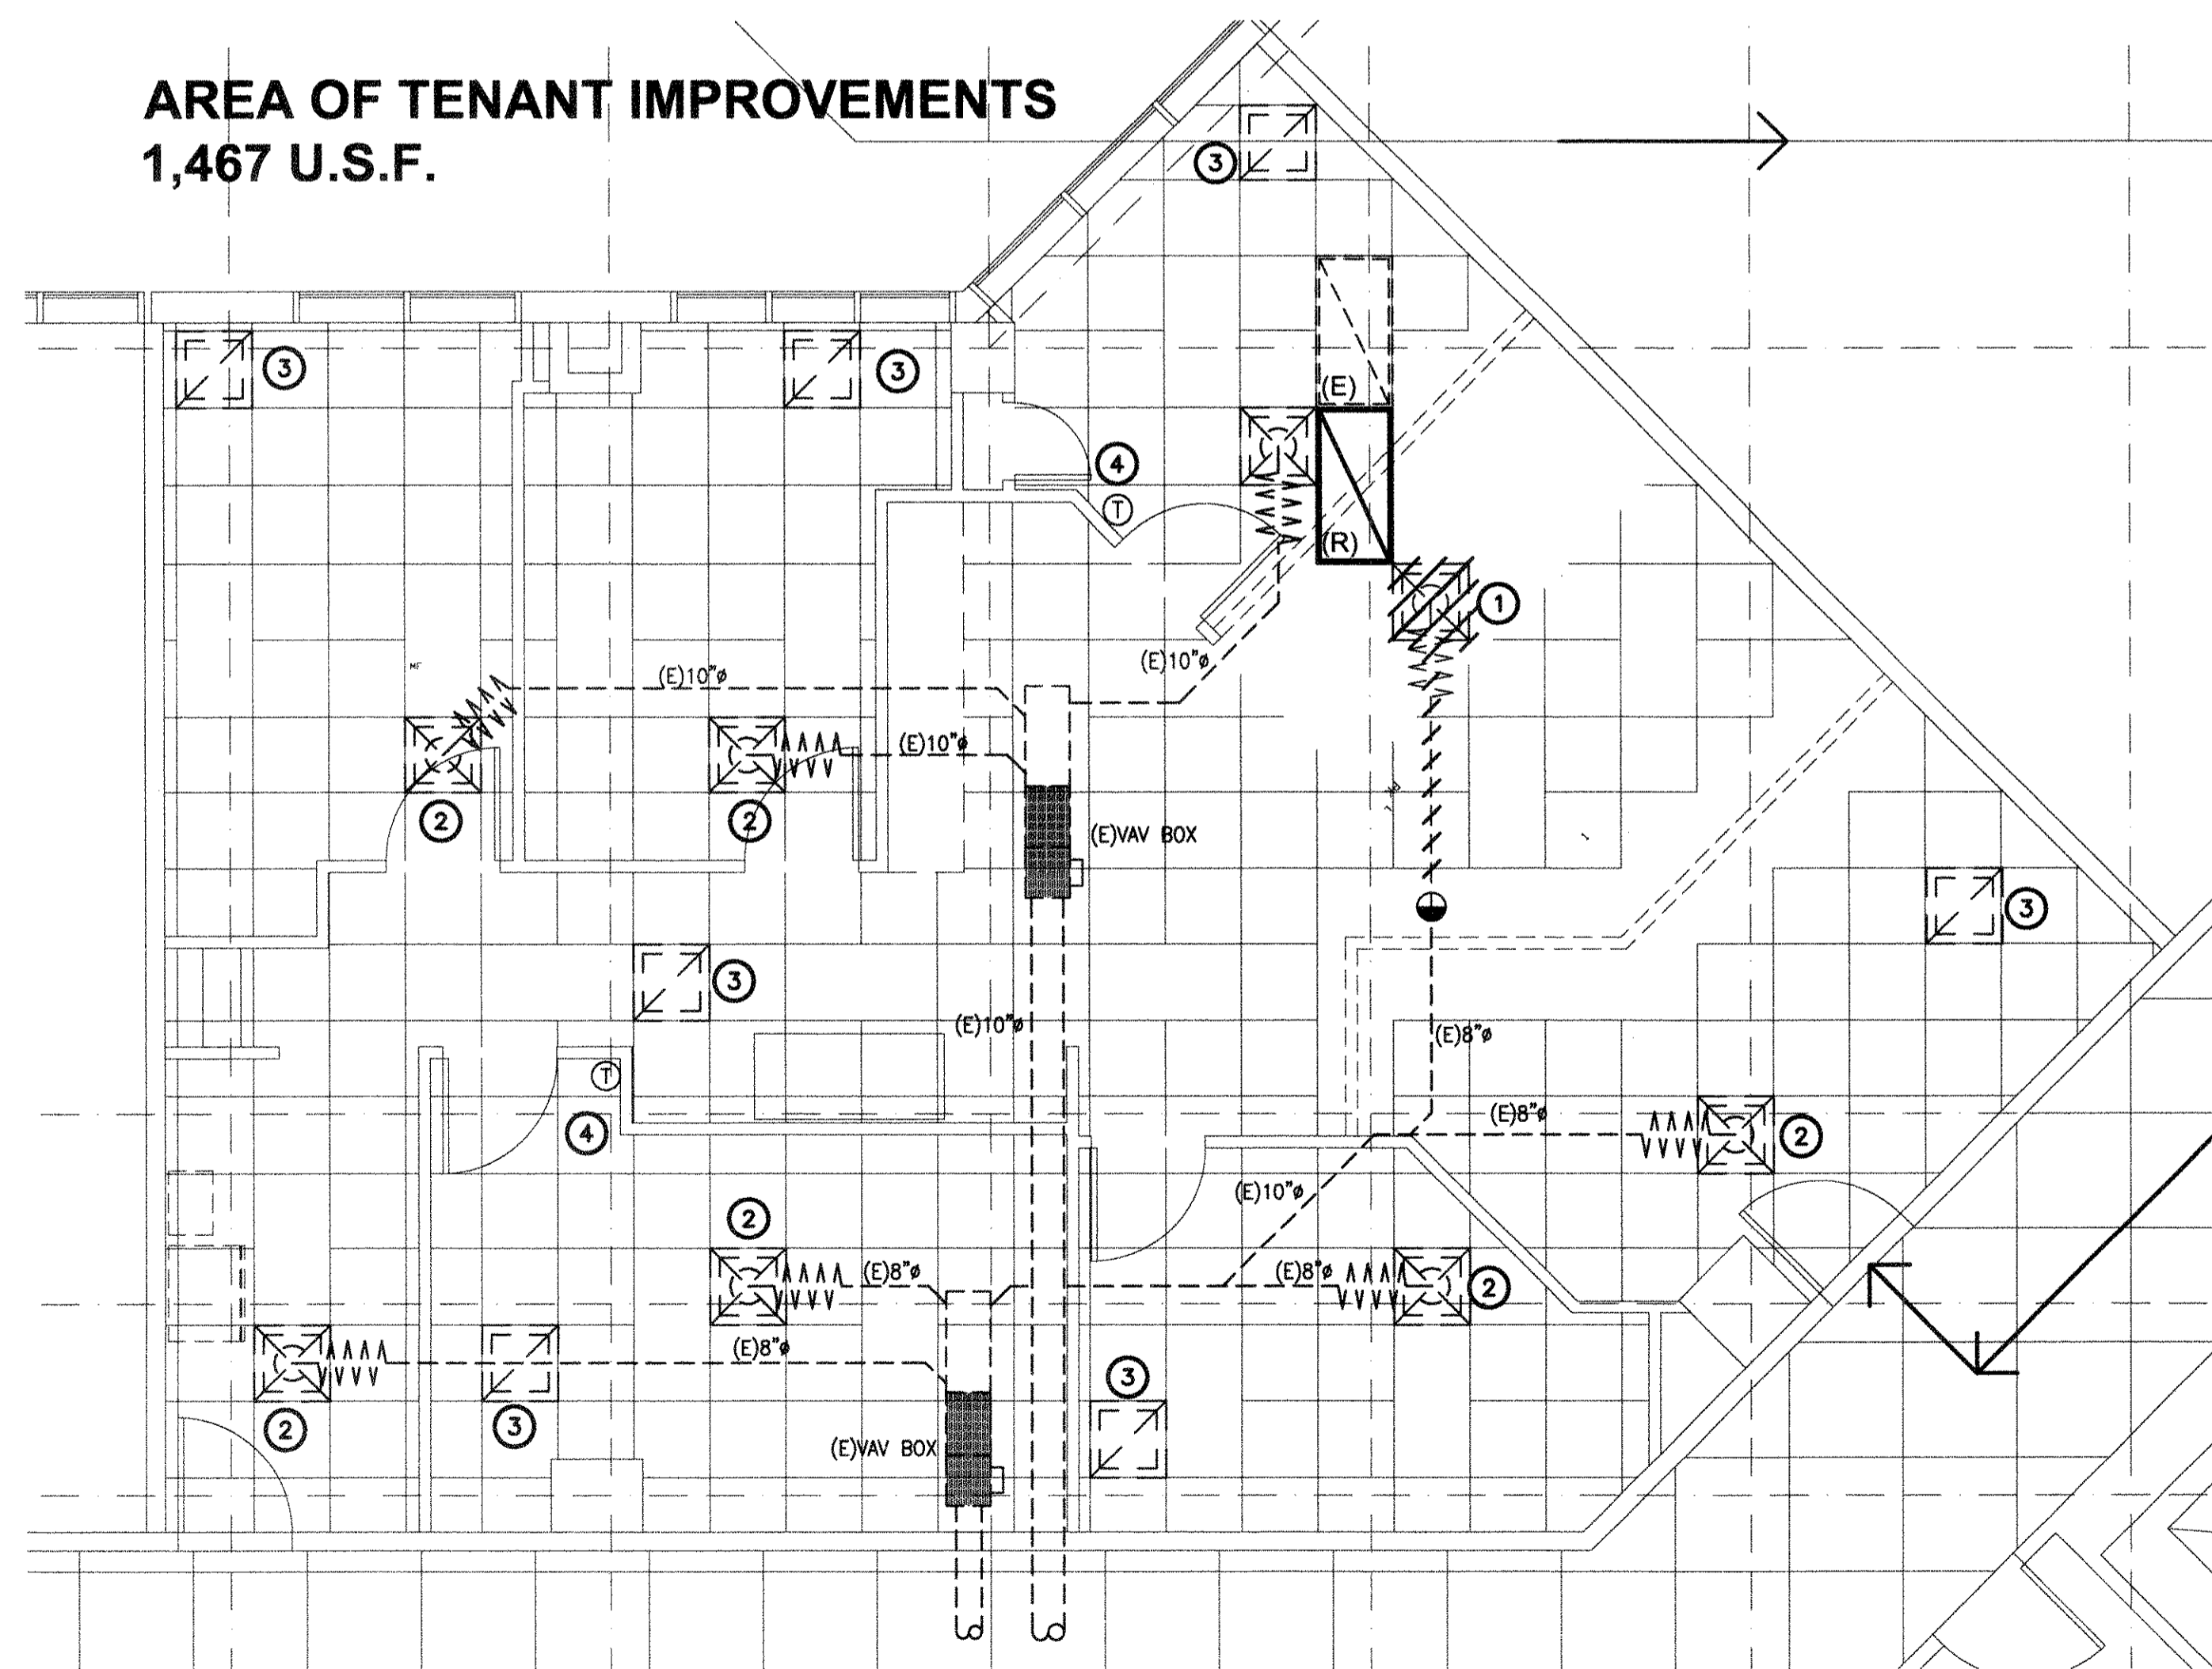 AREA OF TENANT IMPROVEMENTS
1,467 U.S.F.
3
3
3
(E)
4
T
(R)
1
(E)10"ø
MF
(E)10"ø
(E)10"ø
2
2
(E)VAV BOX
3
3
(E)10"ø
(E)8"ø
T
4
(E)8"ø
2
(E)10"ø
2
(E)8"ø
(E)8"ø
2
(E)8"ø
3
2
3
(E)VAV BOX